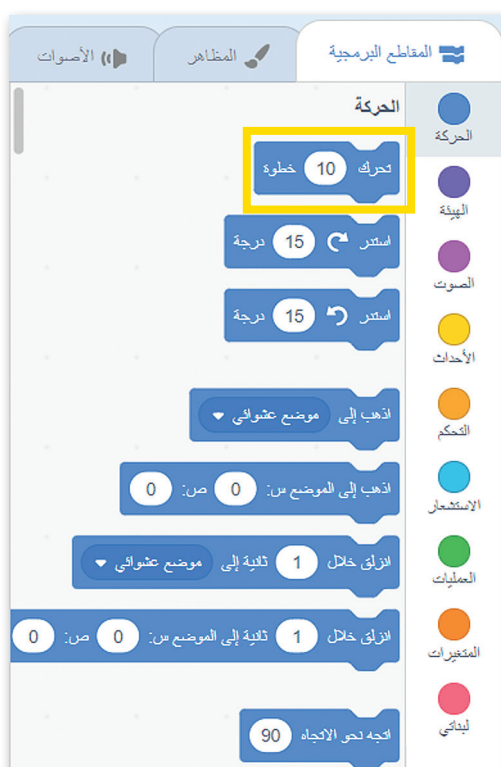 المقاطع البرمجية
المظاهر
الأصوات
الحركة
تحرك 10 خطوة
استدر 15 درجة
استدر 15 درجة
اذهب إلى موضع عشوائي
اذهب إلى الموضع س: 0 ص: 0
انزلق خلال 1 ثانية إلى موضع عشوائي
انزلق خلال 1 ثانية إلى الموضع س: 0 ص: 0
اتجه نحو الاتجاه 90
الحركة
الهيئة
الصوت
الأحداث
التحكم
الاستشعار
العمليات
المتغيرات
لبناتي